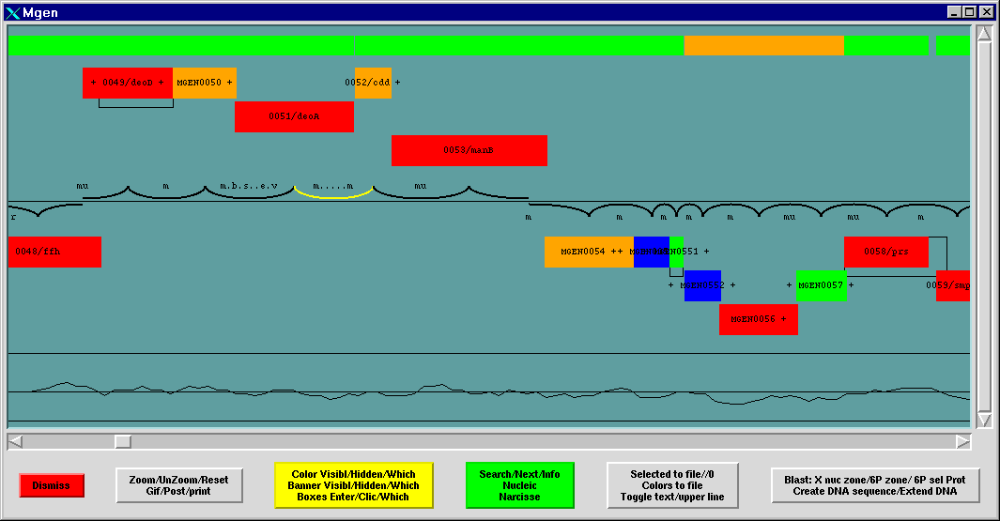 Mgen
+ 0049/deoD + MGEN0050 + 0052/cdd +
0051/deoA
0053/manB
mu m m.b.s..e.v m.....m mu
r m m m m m mu mu m
0048/ffh MGEN0054 ++ + 0058/prs
+ MGEN0552 + + MGEN0057 + 0059/smp
MGEN0056 +
Dismiss
Zoom/UnZoom/Reset
Gif/Post/print
Color Visibl/Hidden/Which
Banner Visibl/Hidden/Which
Boxes Enter/Clic/Which
Search/Next/Info
Nucleic
Narcisse
Selected to file//0
Colors to file
Toggle text/upper line
Blast: X nuc zone/6P zone/ 6P sel Prot
Create DNA sequence/Extend DNA